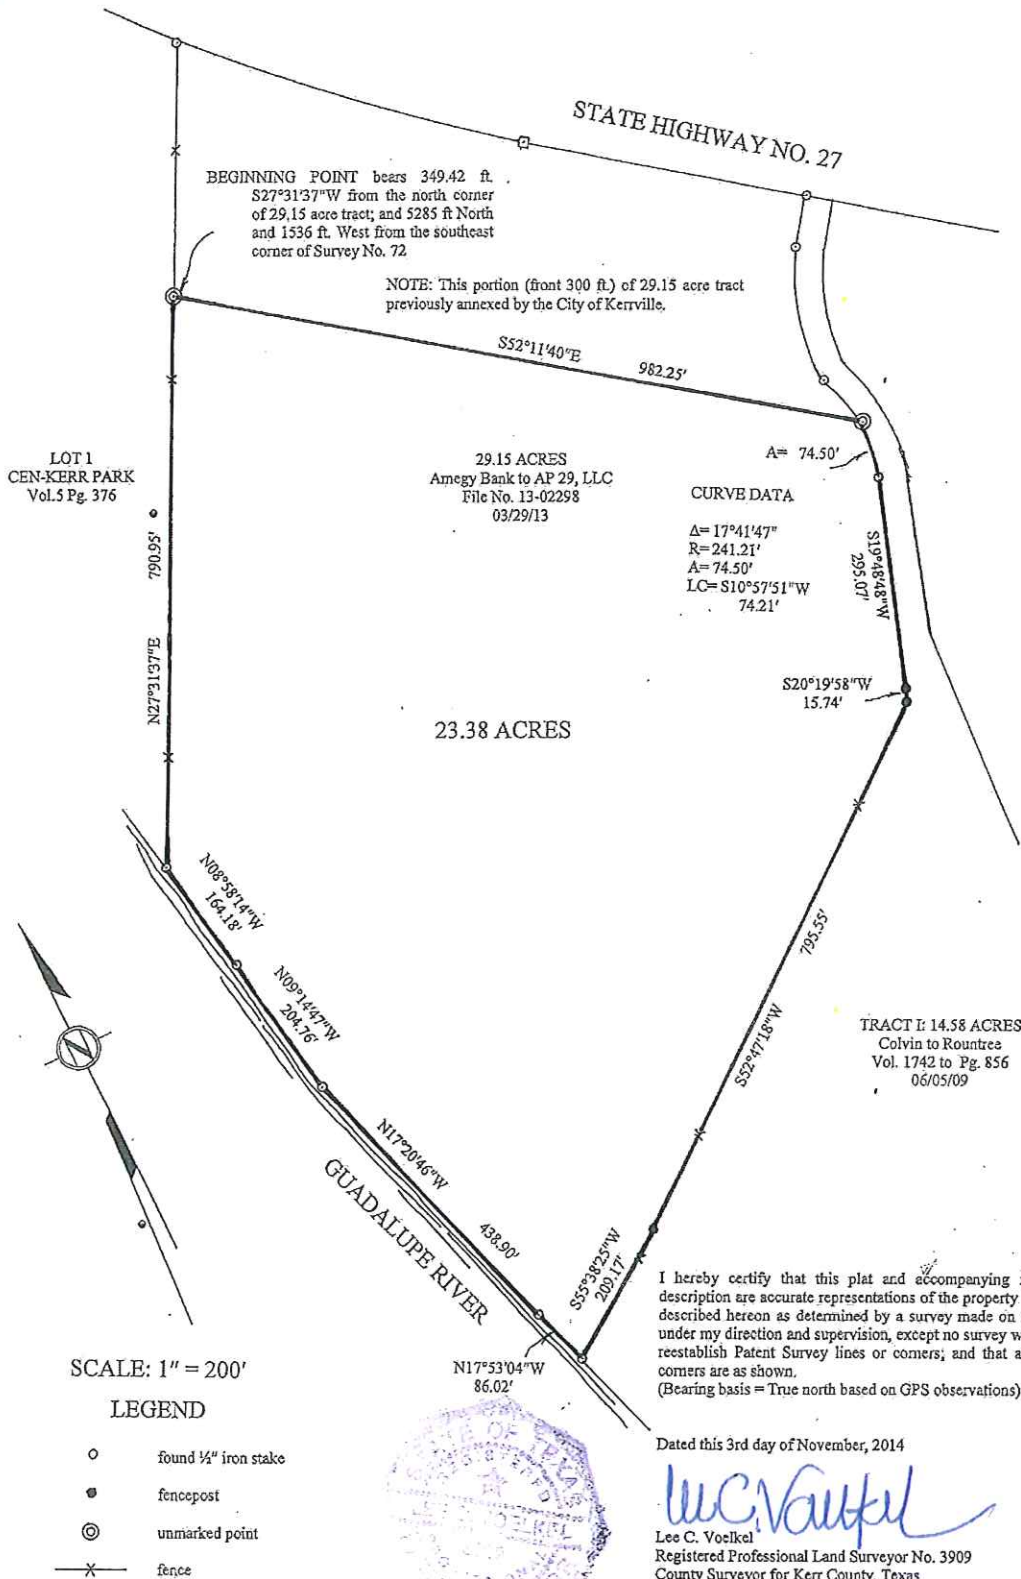 STATE HIGHWAY NO. 27
BEGINNING POINT bears 349.42 ft.
S27°31'37"W from the north corner
of 29.15 acre tract; and 5285 ft North
and 1536 ft. West from the southeast
corner of Survey No. 72
NOTE: This portion (front 300 ft.) of 29.15 acre tract
previously annexed by the City of Kerrville.
S52°11'40"E
982.25'
LOT 1
CEN-KERR PARK
Vol.5 Pg. 376
29.15 ACRES
Amegy Bank to AP 29, LLC
File No. 13-02298
03/29/13
A= 74.50'
CURVE DATA
Δ= 17°41'47"
R= 241.21'
A= 74.50'
LC= S10°57'51"W
74.21'
S19°48'48"W
295.07'
790.95'
N27°31'37"E
S20°19'58"W
15.74'
23.38 ACRES
N08°58'14"W
164.18'
N09°14'47"W
204.76'
795.55'
S52°47'18"W
TRACT I: 14.58 ACRES
Colvin to Rountree
Vol. 1742 to Pg. 856
06/05/09
N
N17°20'46"W
438.90'
GUADALUPE RIVER
S55°38'25"W
209.17'
N17°53'04"W
86.02'
I hereby certify that this plat and accompanying
description are accurate representations of the property
described hereon as determined by a survey made on
under my direction and supervision, except no survey w
reestablish Patent Survey lines or corners; and that a
corners are as shown.
(Bearing basis = True north based on GPS observations)
SCALE: 1" = 200'
LEGEND
found ½" iron stake
fencepost
unmarked point
fence
STATE OF TEXAS
REGISTERED
VOELKEL
Dated this 3rd day of November, 2014
Lee C. Voelkel
Registered Professional Land Surveyor No. 3909
County Surveyor for Kerr County, Texas